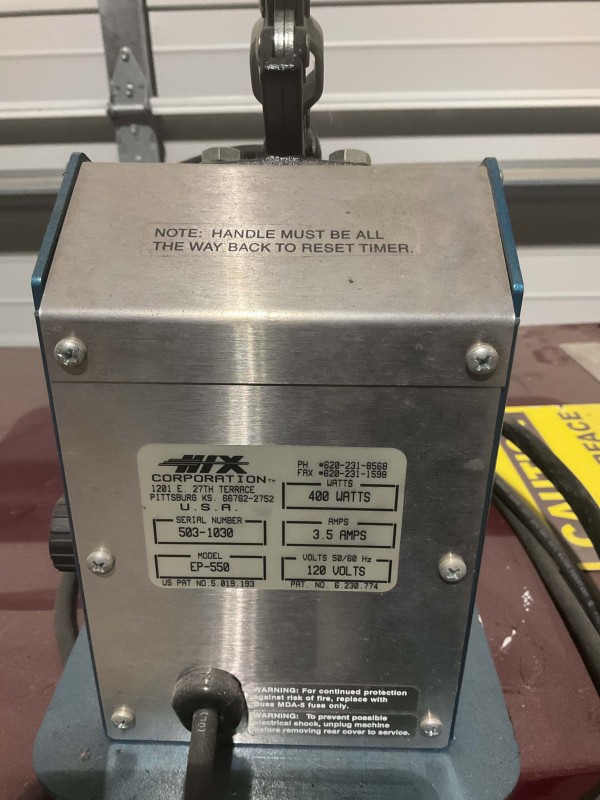 NOTE: HANDLE MUST BE ALL
THE WAY BACK TO RESET TIMER.
HIX
CORPORATION™
1201 E. 27TH TERRACE
PITTSBURG KS. 66762-2752
U.S.A.
PH *620-231-8568
FAX *620-231-1598
WATTS
400 WATTS
SERIAL NUMBER
503-1030
AMPS
3.5 AMPS
MODEL
EP-550
VOLTS 50/60 Hz
120 VOLTS
US PAT NO.5.019.193
PAT. NO. 6.230.774
WARNING: For continued protection
against risk of fire, replace with
Buss MDA-5 fuse only.
WARNING: To prevent possible
electrical shock, unplug machine
before removing rear cover to service.